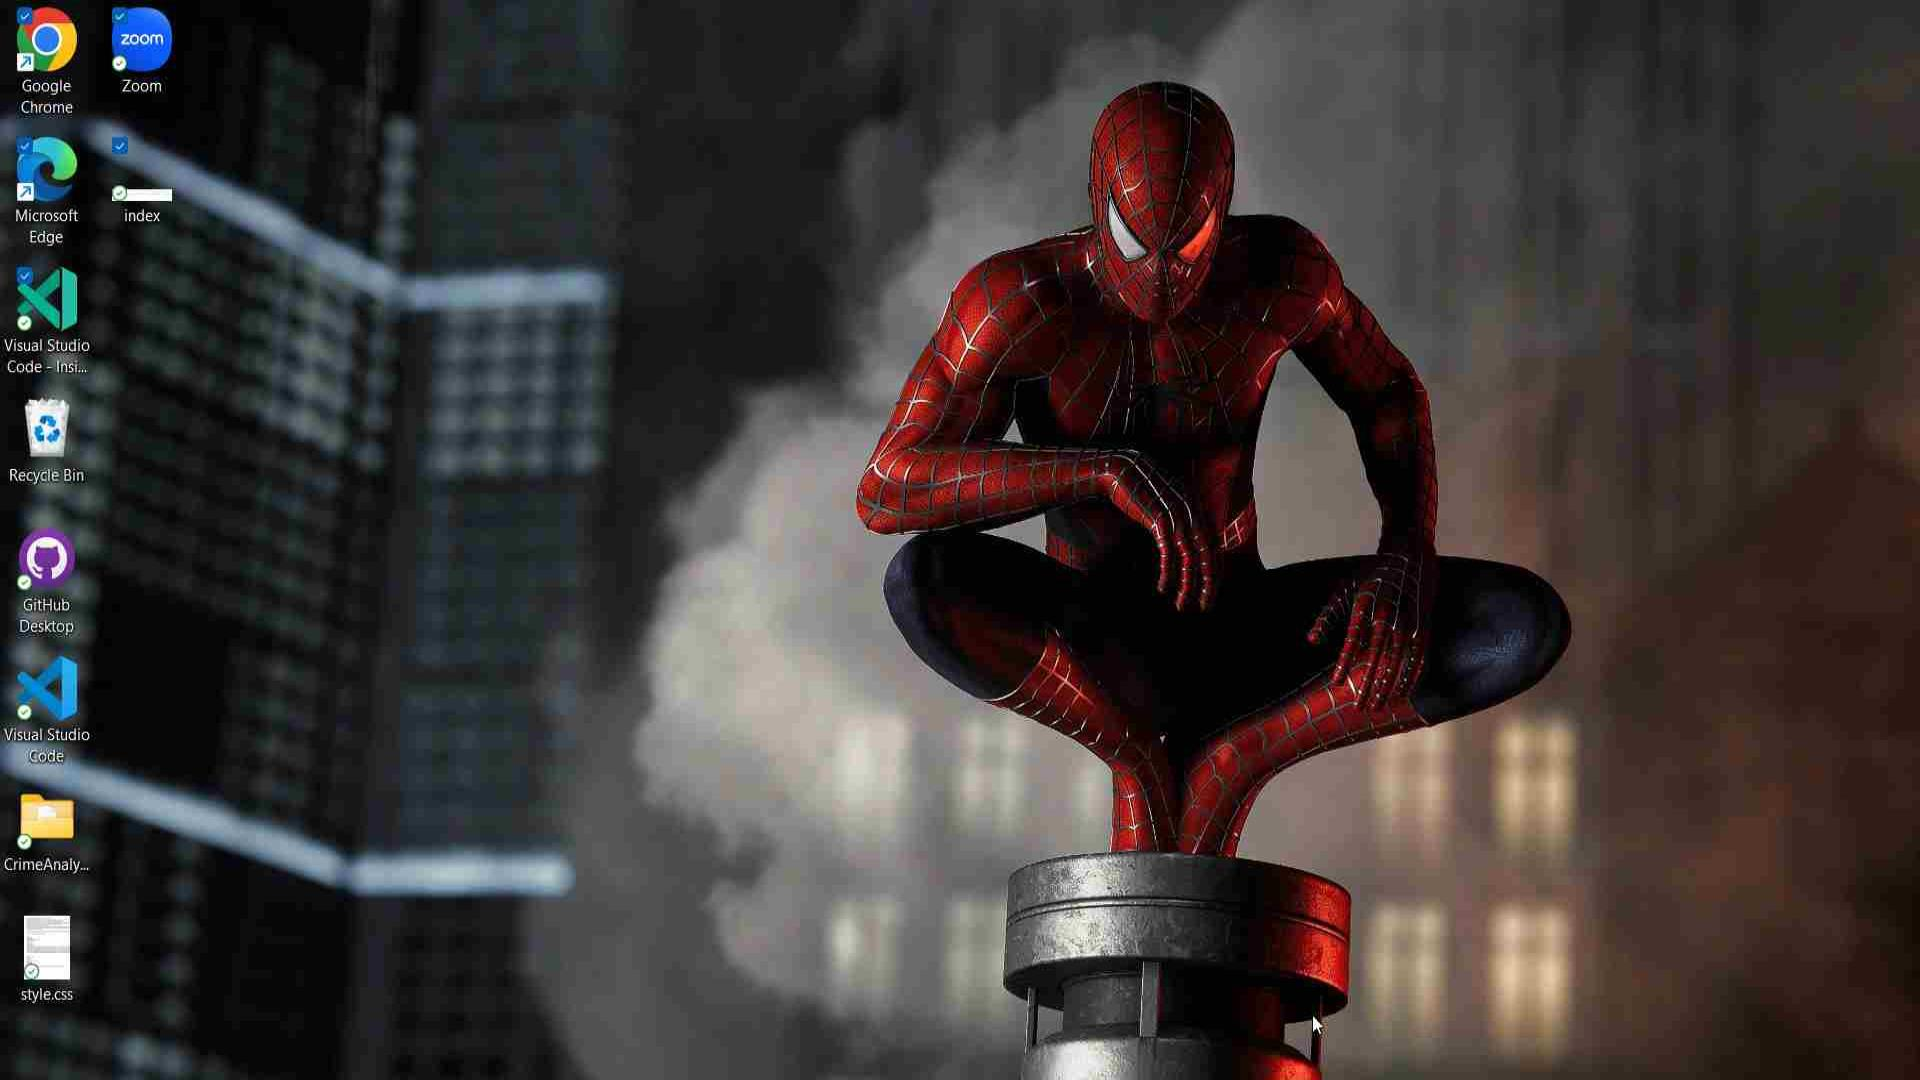 Google
Chrome
zoom
Zoom
Microsoft
Edge
index
Visual Studio
Code - Insi...
Recycle Bin
GitHub
Desktop
Visual Studio
Code
CrimeAnaly...
style.css